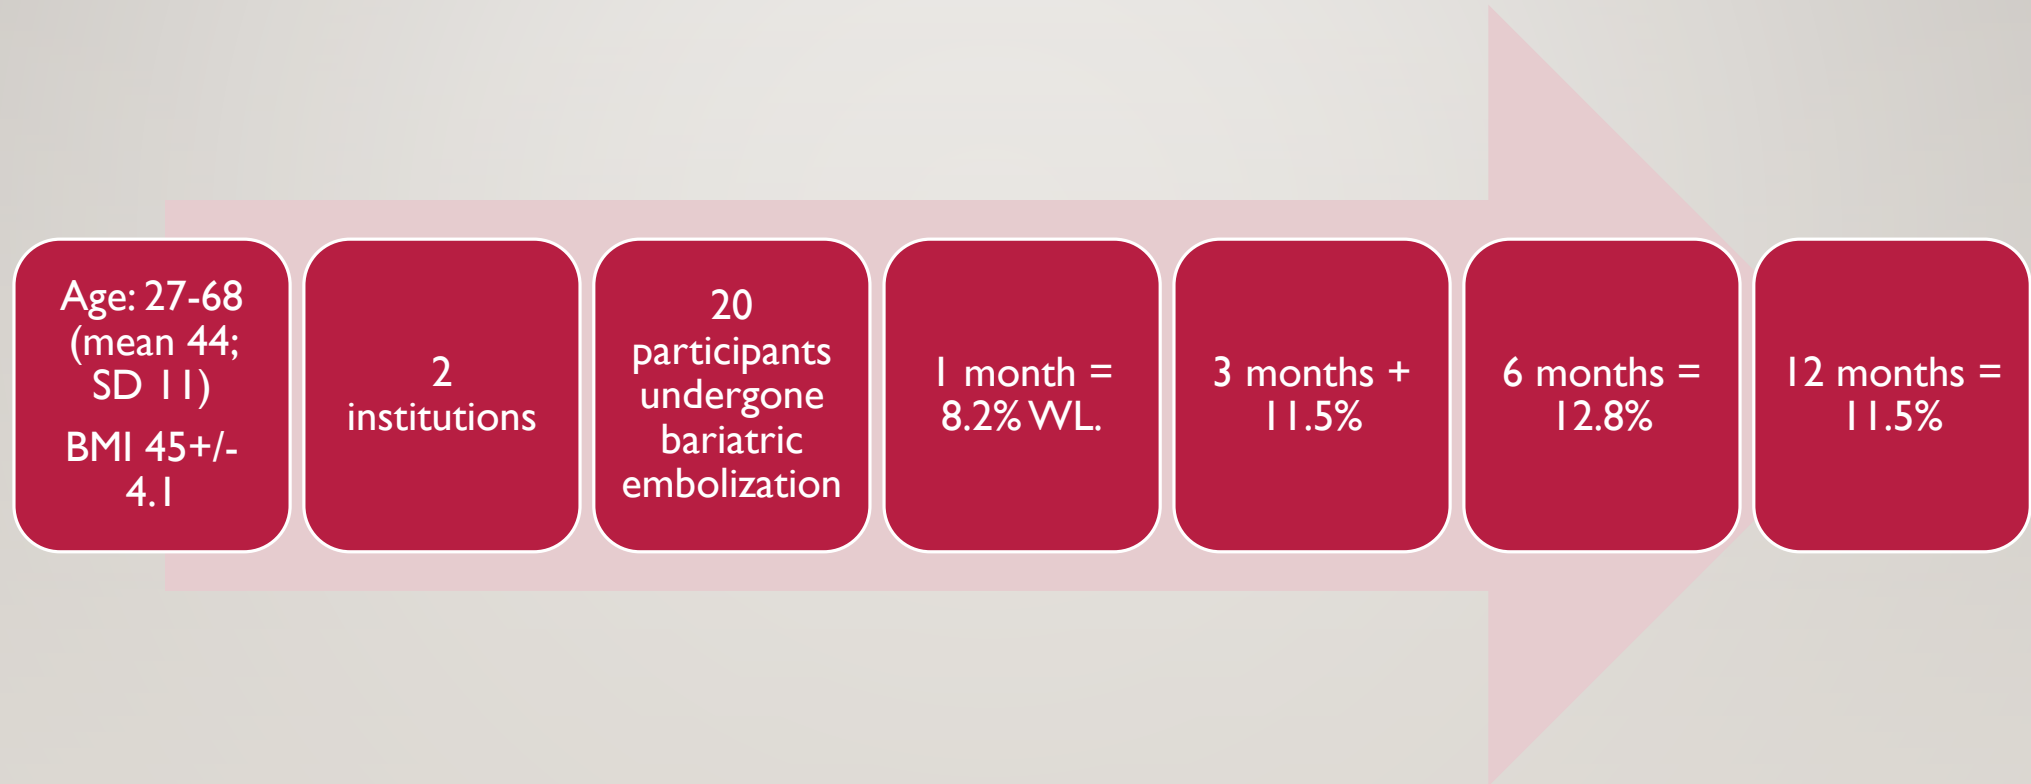 Age: 27-68
(mean 44;
SD 11)
BMI 45+/-
4.1
2
institutions
20
participants
undergone
bariatric
embolization
1 month =
8.2% WL.
3 months +
11.5%
6 months =
12.8%
12 months =
11.5%